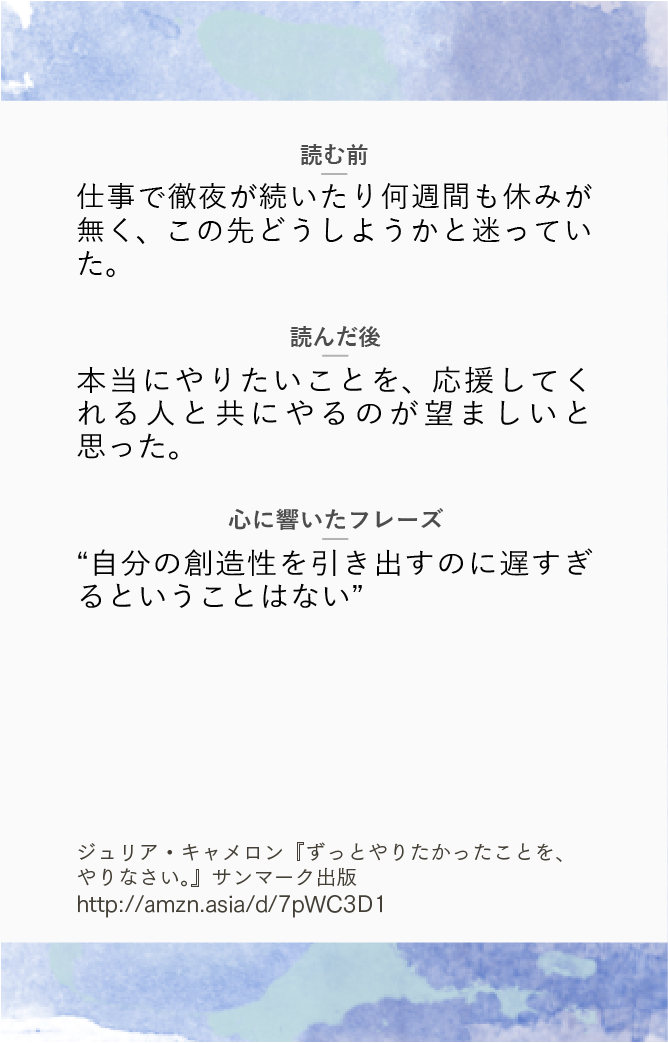 読む前
仕事で徹夜が続いたり何週間も休みが
無く、この先どうしようかと迷ってい
た。
読んだ後
本当にやりたいことを、応援してく
れる人と共にやるのが望ましいと
思った。
心に響いたフレーズ
“自分の創造性を引き出すのに遅すぎ
るということはない”
ジュリア・キャメロン『ずっとやりたかったことを、
やりなさい。』サンマーク出版
http://amzn.asia/d/7pWC3D1